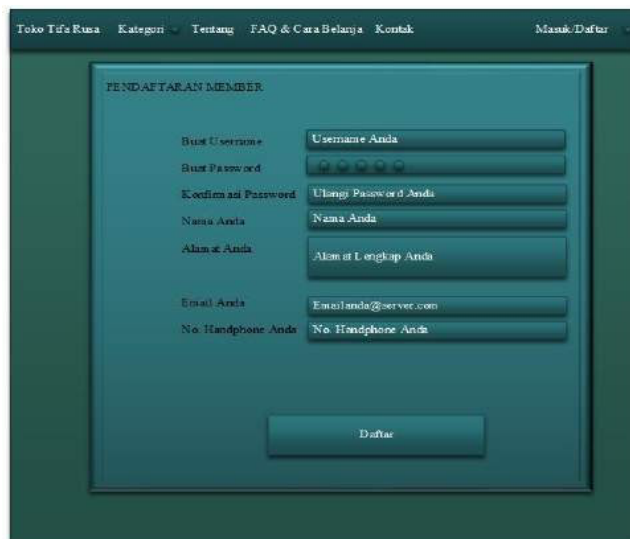 Toko Tifa Rusa Kategori Tentang FAQ & Cara Belanja Kontak Masuk/Daftar
PENDAFTARAN MEMBER
Buat Username Username Anda
Buat Password
Konfirmasi Password Ulangi Password Anda
Nama Anda Nama Anda
Alamat Anda Alamat Lengkap Anda
Email Anda Emailanda@server.com
No. Handphone Anda No. Handphone Anda
Daftar